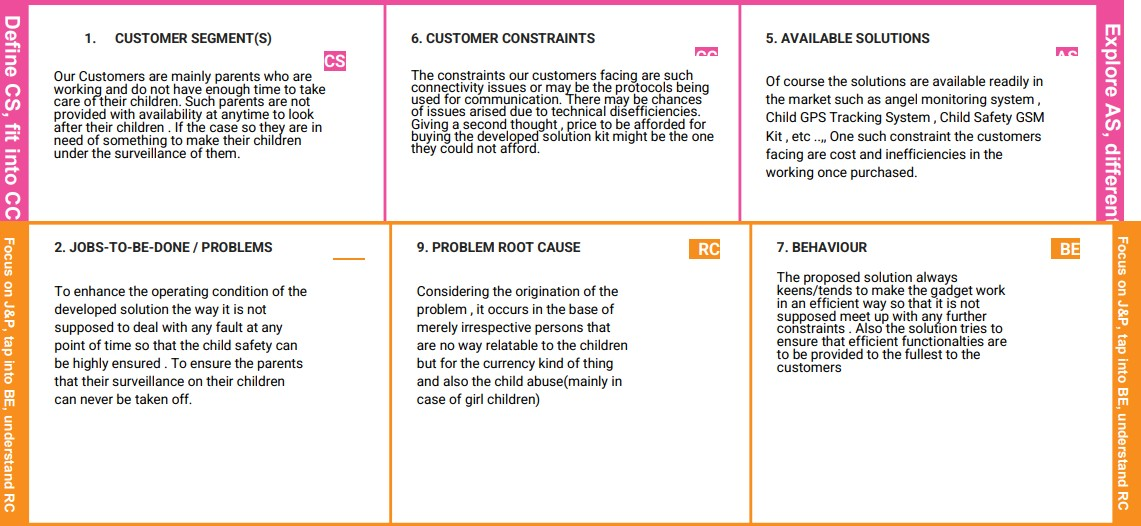 Define CS, fit into CC
1. CUSTOMER SEGMENT(S)
CS
Our Customers are mainly parents who are
working and do not have enough time to take
care of their children. Such parents are not
provided with availability at anytime to look
after their children . If the case so they are in
need of something to make their children
under the surveillance of them.
6. CUSTOMER CONSTRAINTS
CC
The constraints our customers facing are such
connectivity issues or may be the protocols being
used for communication. There may be chances
of issues arised due to technical disefficiencies.
Giving a second thought , price to be afforded for
buying the developed solution kit might be the one
they could not afford.
5. AVAILABLE SOLUTIONS
AS
Of course the solutions are available readily in
the market such as angel monitoring system ,
Child GPS Tracking System , Child Safety GSM
Kit , etc ..,, One such constraint the customers
facing are cost and inefficiencies in the
working once purchased.
Explore AS, differen
Focus on J&P, tap into BE, understand RC
2. JOBS-TO-BE-DONE / PROBLEMS
To enhance the operating condition of the
developed solution the way it is not
supposed to deal with any fault at any
point of time so that the child safety can
be highly ensured . To ensure the parents
that their surveillance on their children
can never be taken off.
9. PROBLEM ROOT CAUSE
RC
Considering the origination of the
problem , it occurs in the base of
merely irrespective persons that
are no way relatable to the children
but for the currency kind of thing
and also the child abuse(mainly in
case of girl children)
7. BEHAVIOUR
BE
The proposed solution always
keens/tends to make the gadget work
in an efficient way so that it is not
supposed meet up with any further
constraints . Also the solution tries to
ensure that efficient functionalties are
to be provided to the fullest to the
customers
Focus on J&P, tap into BE, understand RC